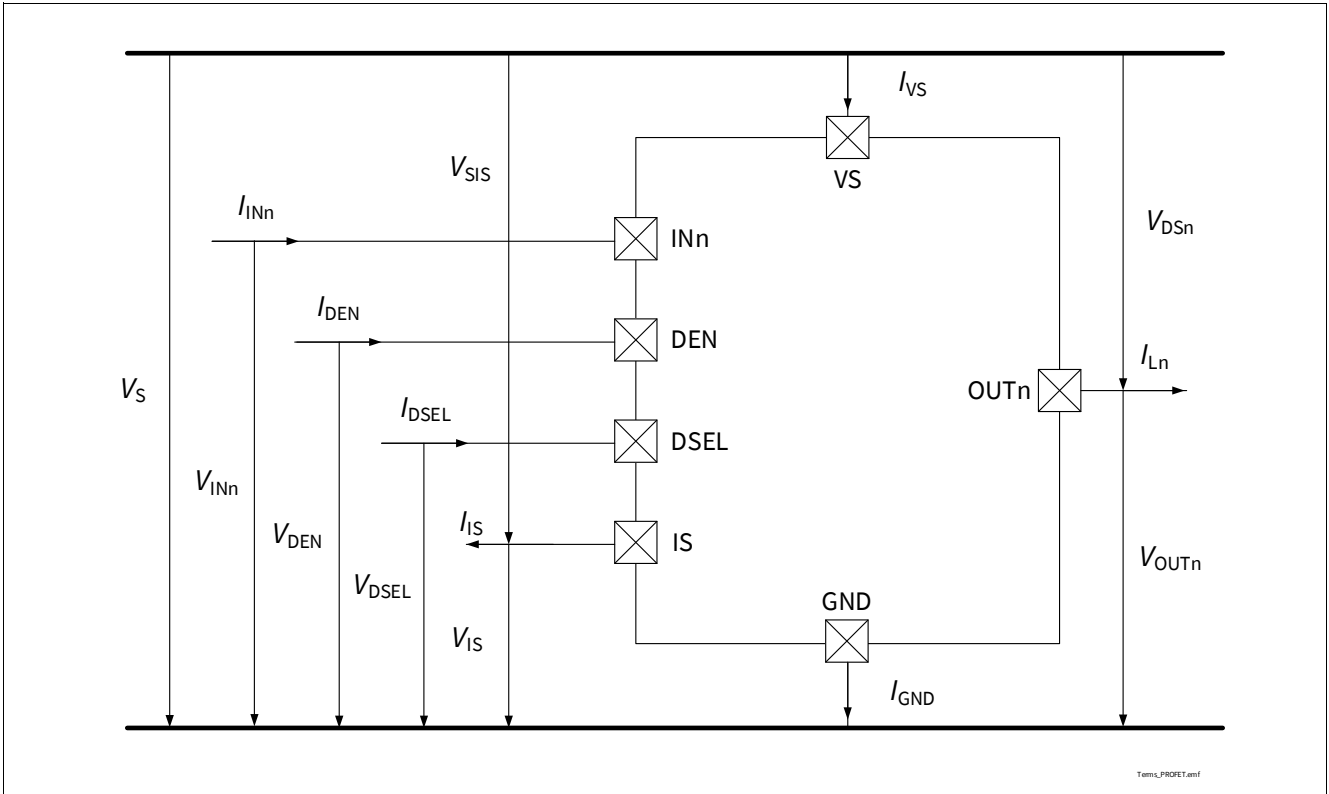 I_VS
VS
V_SIS
I_INn
INn
V_DSn
I_DEN
DEN
I_Ln
V_S
OUTn
I_DSEL
DSEL
V_INn
I_IS
IS
V_DEN
V_OUTn
V_DSEL
GND
V_IS
I_GND
Terms_PROFET.emf